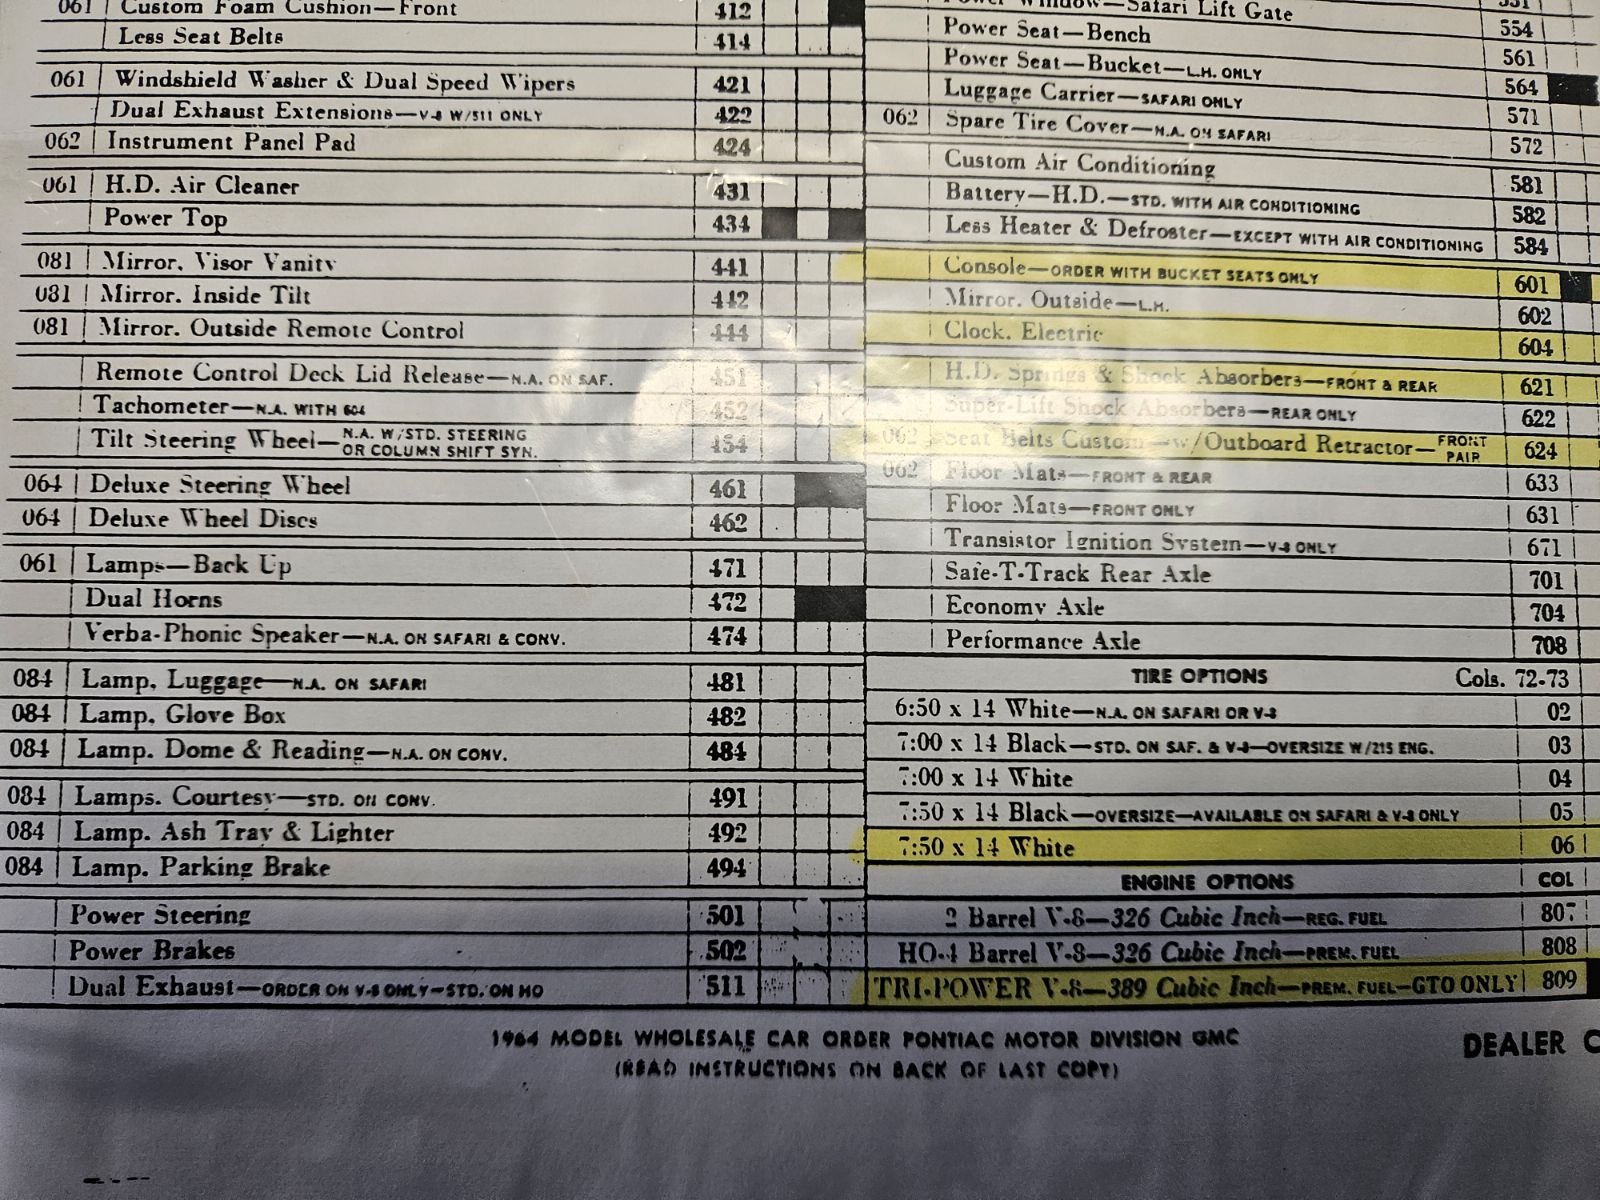 061 Custom Foam Cushion—Front 412
Less Seat Belts 414
061 Windshield Washer & Dual Speed Wipers 421
Dual Exhaust Extensions—V-8 W/511 ONLY 422
062 Instrument Panel Pad 424
061 H.D. Air Cleaner 431
Power Top 434
081 Mirror, Visor Vanity 441
081 Mirror, Inside Tilt 442
081 Mirror, Outside Remote Control 444
Remote Control Deck Lid Release—N.A. ON SAF. 451
Tachometer—N.A. WITH 604 452
Tilt Steering Wheel—N.A. W/STD. STEERING OR COLUMN SHIFT SYN. 454
064 Deluxe Steering Wheel 461
064 Deluxe Wheel Discs 462
061 Lamps—Back Up 471
Dual Horns 472
Verba-Phonic Speaker—N.A. ON SAFARI & CONV. 474
084 Lamp, Luggage—N.A. ON SAFARI 481
084 Lamp, Glove Box 482
084 Lamp, Dome & Reading—N.A. ON CONV. 484
084 Lamps, Courtesy—STD. ON CONV. 491
084 Lamp, Ash Tray & Lighter 492
084 Lamp, Parking Brake 494
Power Steering 501
Power Brakes 502
Dual Exhaust—ORDER ON V-8 ONLY—STD. ON HO 511
Power Window—Safari Lift Gate 551
Power Seat—Bench 554
Power Seat—Bucket—L.H. ONLY 561
Luggage Carrier—SAFARI ONLY 564
062 Spare Tire Cover—N.A. ON SAFARI 571
572
Custom Air Conditioning 581
Battery—H.D.—STD. WITH AIR CONDITIONING 582
Less Heater & Defroster—EXCEPT WITH AIR CONDITIONING 584
Console—ORDER WITH BUCKET SEATS ONLY 601
Mirror, Outside—L.H. 602
Clock, Electric 604
H.D. Springs & Shock Absorbers—FRONT & REAR 621
Super-Lift Shock Absorbers—REAR ONLY 622
062 Seat Belts Custom—w/Outboard Retractor—FRONT PAIR 624
062 Floor Mats—FRONT & REAR 633
Floor Mats—FRONT ONLY 631
Transistor Ignition System—V-8 ONLY 671
Safe-T-Track Rear Axle 701
Economy Axle 704
Performance Axle 708
TIRE OPTIONS Cols. 72-73
6:50 x 14 White—N.A. ON SAFARI OR V-8 02
7:00 x 14 Black—STD. ON SAF. & V-8—OVERSIZE W/215 ENG. 03
7:00 x 14 White 04
7:50 x 14 Black—OVERSIZE—AVAILABLE ON SAFARI & V-8 ONLY 05
7:50 x 14 White 06
ENGINE OPTIONS COL
2 Barrel V-8—326 Cubic Inch—REG. FUEL 807
HO-4 Barrel V-8—326 Cubic Inch—PREM. FUEL 808
TRI-POWER V-8—389 Cubic Inch—PREM. FUEL—GTO ONLY 809
1964 MODEL WHOLESALE CAR ORDER PONTIAC MOTOR DIVISION GMC
(READ INSTRUCTIONS ON BACK OF LAST COPY)
DEALER C